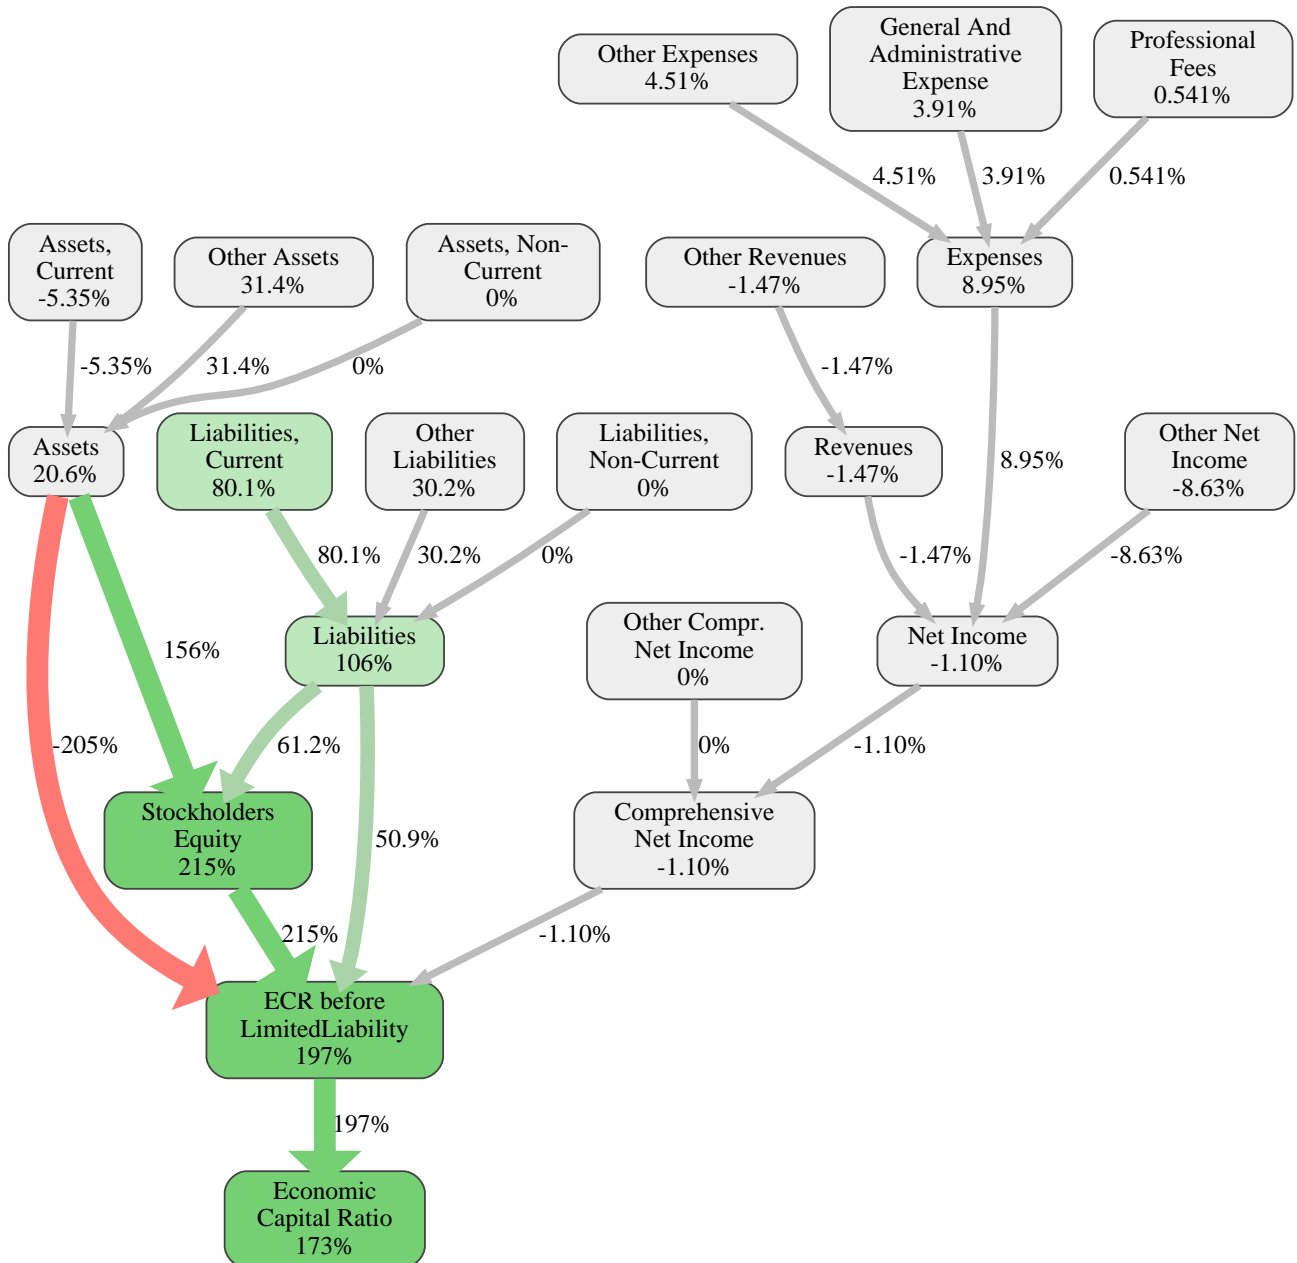 Other Expenses
4.51%
General And
Administrative
Expense
3.91%
Professional
Fees
0.541%
4.51%
3.91%
0.541%
Assets,
Current
-5.35%
Other Assets
31.4%
Assets, Non-
Current
0%
Other Revenues
-1.47%
Expenses
8.95%
-5.35%
31.4%
0%
-1.47%
Assets
20.6%
Liabilities,
Current
80.1%
Other
Liabilities
30.2%
Liabilities,
Non-Current
0%
Revenues
-1.47%
8.95%
Other Net
Income
-8.63%
80.1%
30.2%
0%
-1.47%
-8.63%
156%
Liabilities
106%
Other Compr.
Net Income
0%
Net Income
-1.10%
-205%
61.2%
0%
-1.10%
Stockholders
Equity
215%
50.9%
Comprehensive
Net Income
-1.10%
215%
-1.10%
ECR before
LimitedLiability
197%
197%
Economic
Capital Ratio
173%